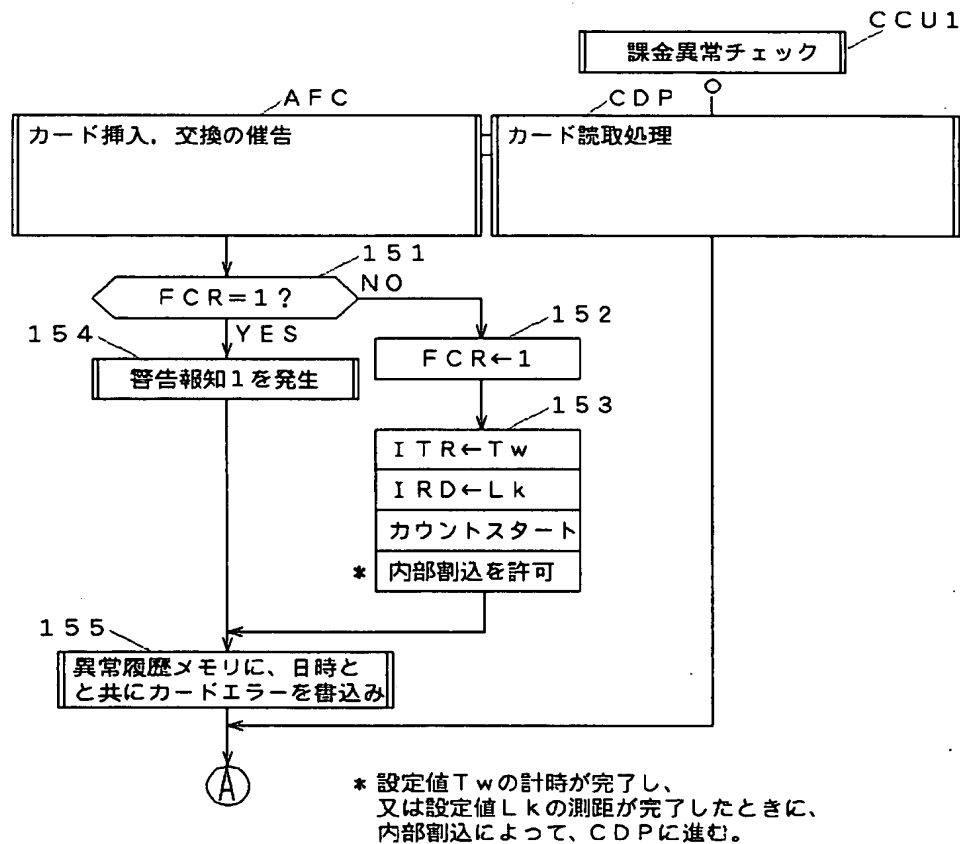 CCU1
課金異常チェック
AFC
CDP
カード挿入．交換の催告
カード読取処理
151
FCR=1?
NO
YES
152
154
FCR←1
警告報知1を発生
153
ITR←Tw
IRD←Lk
カウントスタート
* 内部割込を許可
155
異常履歴メモリに、日時と
と共にカードエラーを書込み
A
* 設定値Twの計時が完了し、
又は設定値Lkの測距が完了したときに、
内部割込によって、CDPに進む。